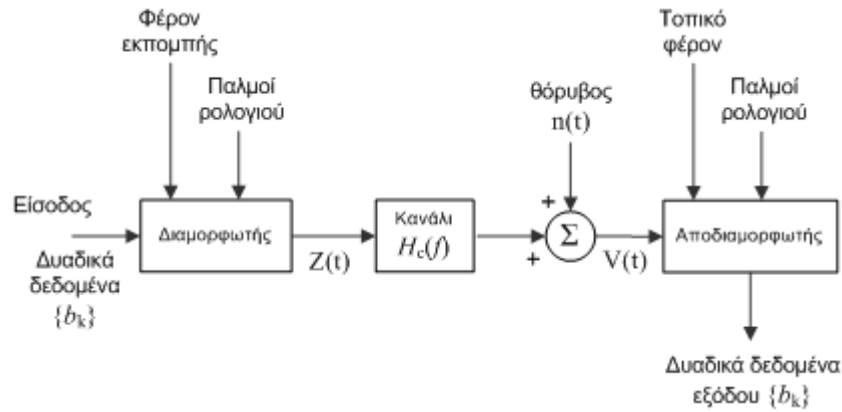 Φέρον
εκπομπής
Παλμοί
ρολογιού
Τοπικό
φέρον
Παλμοί
ρολογιού
θόρυβος
n(t)
Είσοδος
Διαμορφωτής
Κανάλι
H_c(f)
+
+
Σ
Αποδιαμορφωτής
Δυαδικά
δεδομένα
{b_k}
Z(t)
V(t)
Δυαδικά δεδομένα
εξόδου {b_k}